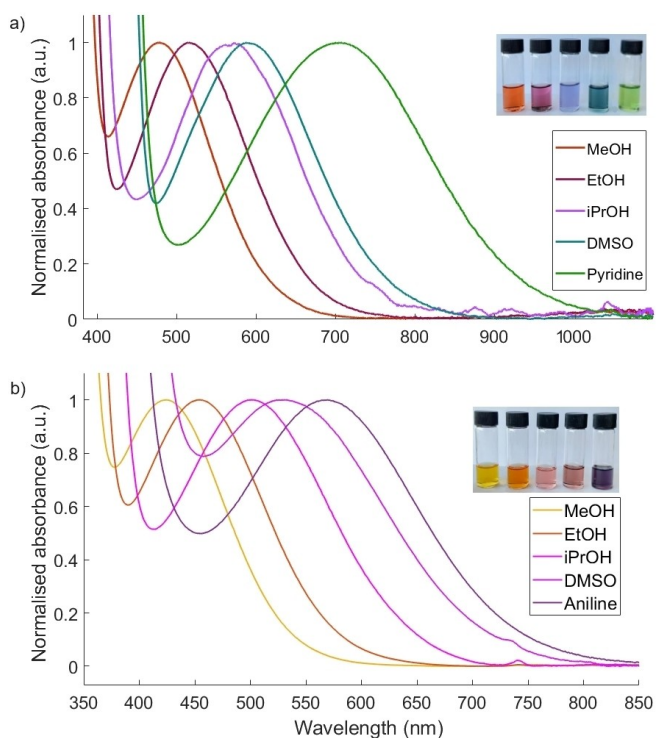 a)
Normalised absorbance (a.u.)
1
0.8
0.6
0.4
0.2
0
400 500 600 700 800 900 1000
MeOH
EtOH
iPrOH
DMSO
Pyridine
b)
Normalised absorbance (a.u.)
1
0.8
0.6
0.4
0.2
0
350 400 450 500 550 600 650 700 750 800 850
Wavelength (nm)
MeOH
EtOH
iPrOH
DMSO
Aniline